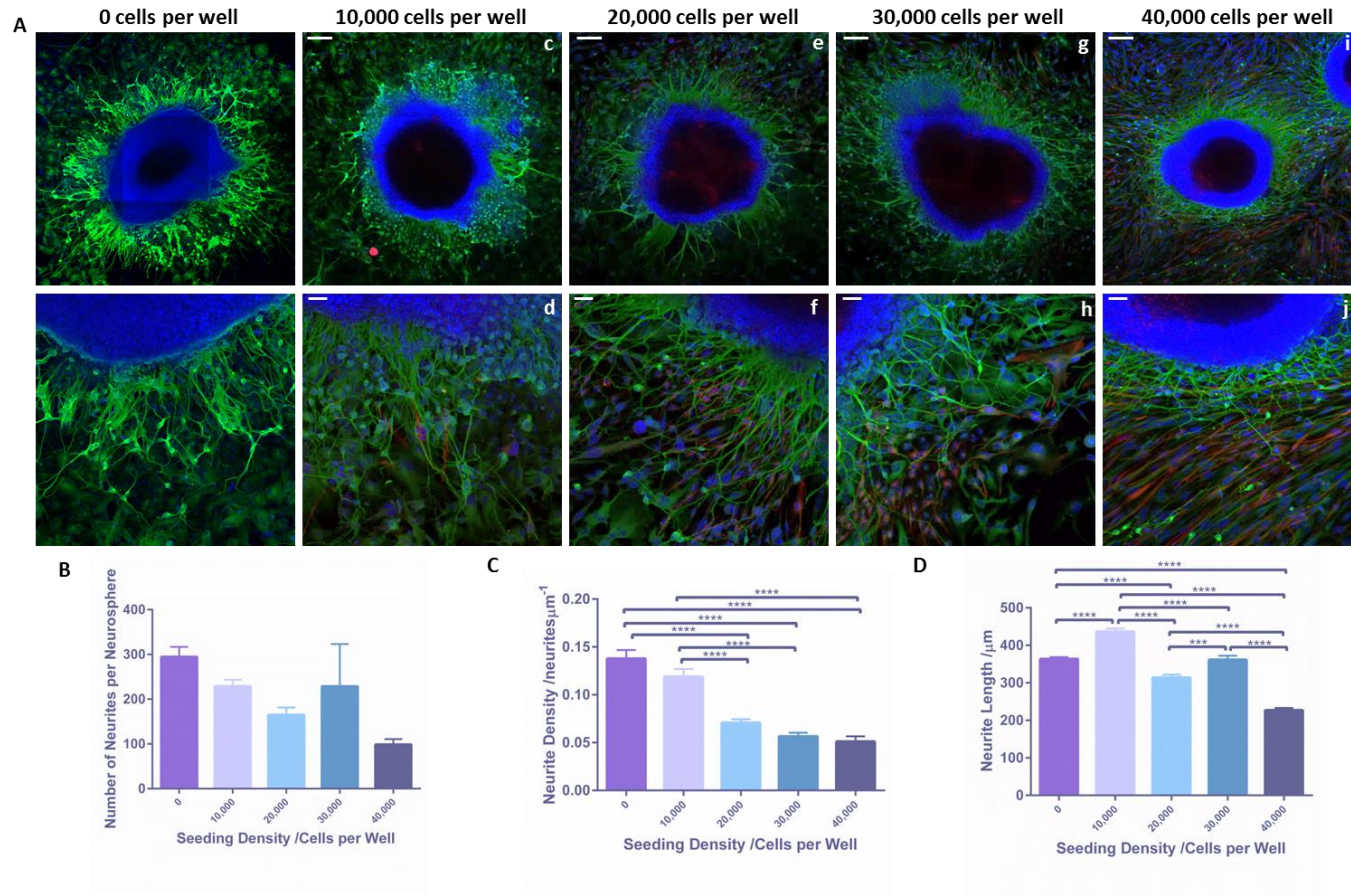 A
0 cells per well
10,000 cells per well
20,000 cells per well
30,000 cells per well
40,000 cells per well
c
e
g
i
d
f
h
j
B
Number of Neurites per Neurosphere
400
300
200
100
0
0
10,000
20,000
30,000
40,000
Seeding Density /Cells per Well
C
Neurite Density /neuritesμm⁻¹
0.20
0.15
0.10
0.05
0.00
****
****
****
****
****
****
0
10,000
20,000
30,000
40,000
Seeding Density /Cells per Well
D
Neurite Length /μm
500
400
300
200
100
0
****
****
****
****
****
****
****
***
****
0
10,000
20,000
30,000
40,000
Seeding Density /Cells per Well